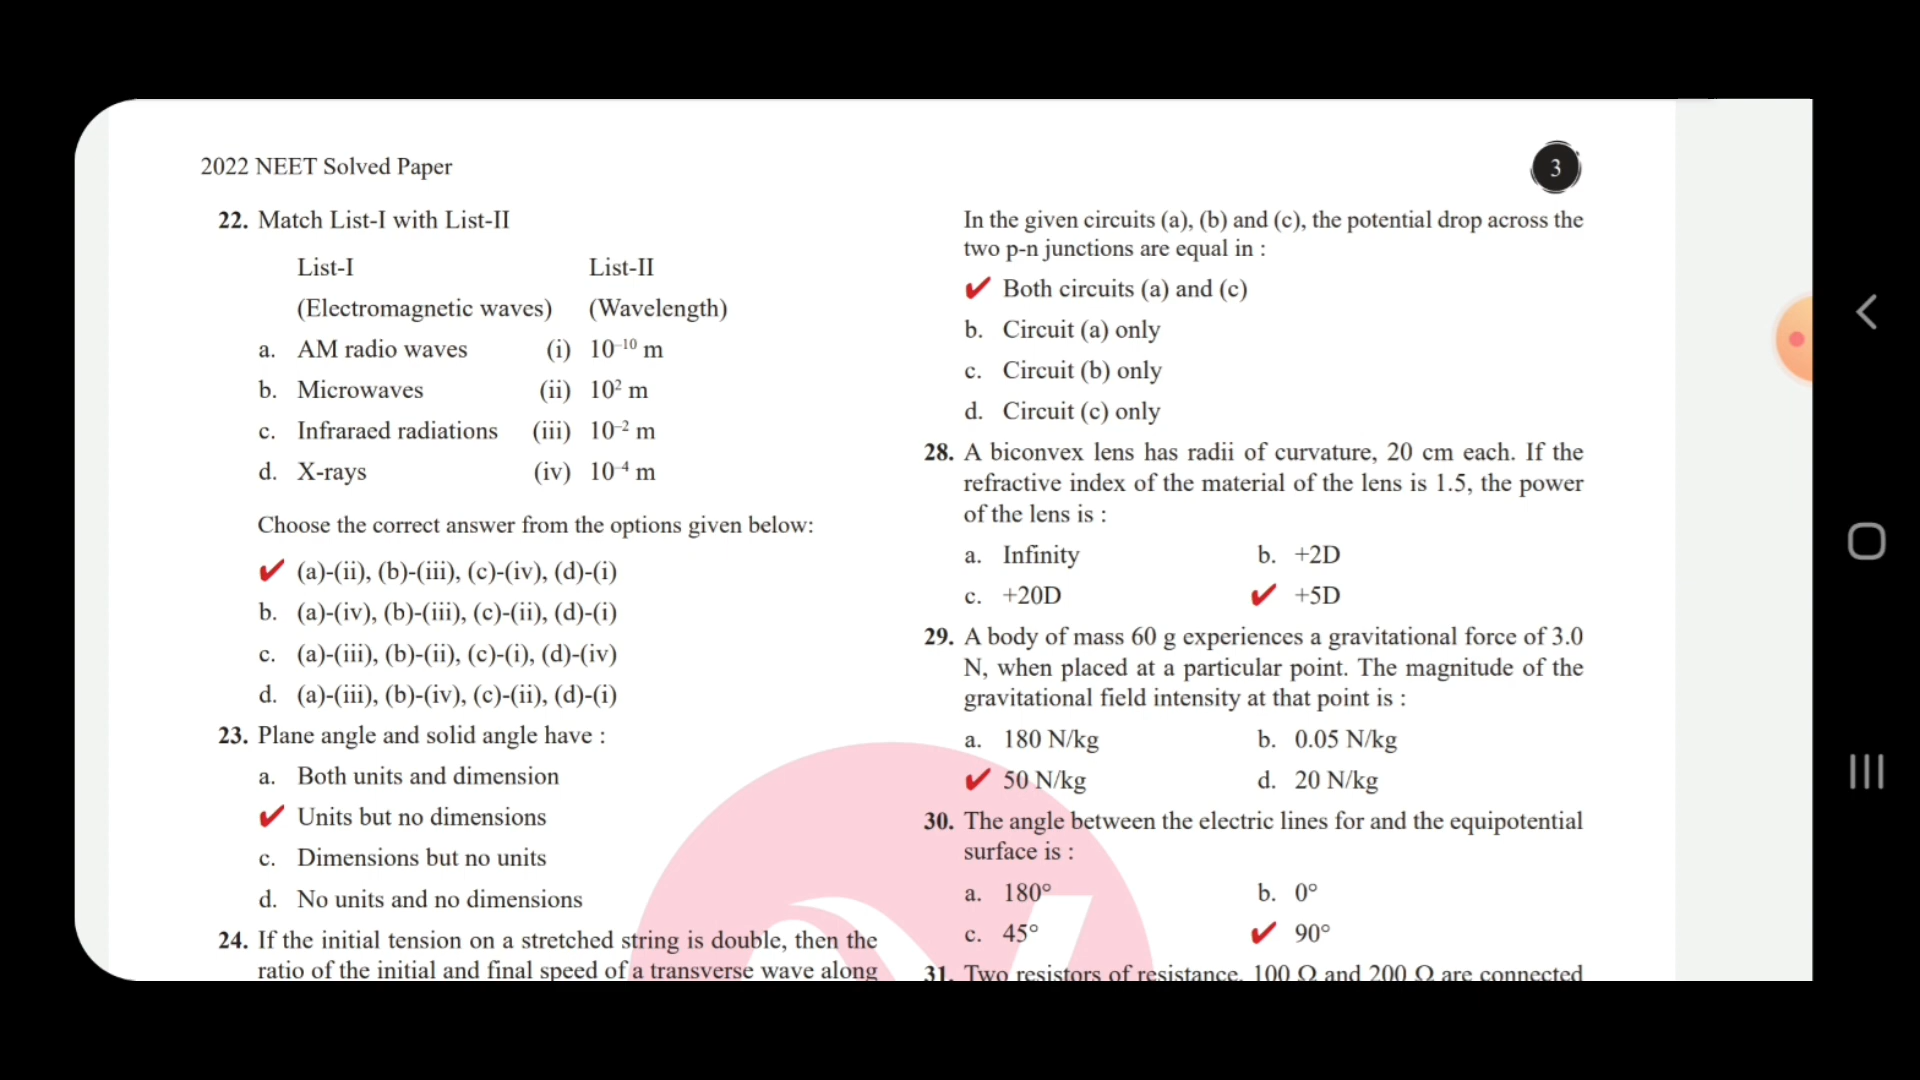 2022 NEET Solved Paper
3
22. Match List-I with List-II
List-I List-II
(Electromagnetic waves) (Wavelength)
a. AM radio waves (i) 10⁻¹⁰ m
b. Microwaves (ii) 10² m
c. Infraraed radiations (iii) 10⁻² m
d. X-rays (iv) 10⁻⁴ m
Choose the correct answer from the options given below:
✔ (a)-(ii), (b)-(iii), (c)-(iv), (d)-(i)
b. (a)-(iv), (b)-(iii), (c)-(ii), (d)-(i)
c. (a)-(iii), (b)-(ii), (c)-(i), (d)-(iv)
d. (a)-(iii), (b)-(iv), (c)-(ii), (d)-(i)
23. Plane angle and solid angle have :
a. Both units and dimension
✔ Units but no dimensions
c. Dimensions but no units
d. No units and no dimensions
24. If the initial tension on a stretched string is double, then the
ratio of the initial and final speed of a transverse wave along
In the given circuits (a), (b) and (c), the potential drop across the
two p-n junctions are equal in :
✔ Both circuits (a) and (c)
b. Circuit (a) only
c. Circuit (b) only
d. Circuit (c) only
28. A biconvex lens has radii of curvature, 20 cm each. If the
refractive index of the material of the lens is 1.5, the power
of the lens is :
a. Infinity b. +2D
c. +20D ✔ +5D
29. A body of mass 60 g experiences a gravitational force of 3.0
N, when placed at a particular point. The magnitude of the
gravitational field intensity at that point is :
a. 180 N/kg b. 0.05 N/kg
✔ 50 N/kg d. 20 N/kg
30. The angle between the electric lines for and the equipotential
surface is :
a. 180° b. 0°
c. 45° ✔ 90°
31. Two resistors of resistance, 100 Ω and 200 Ω are connected